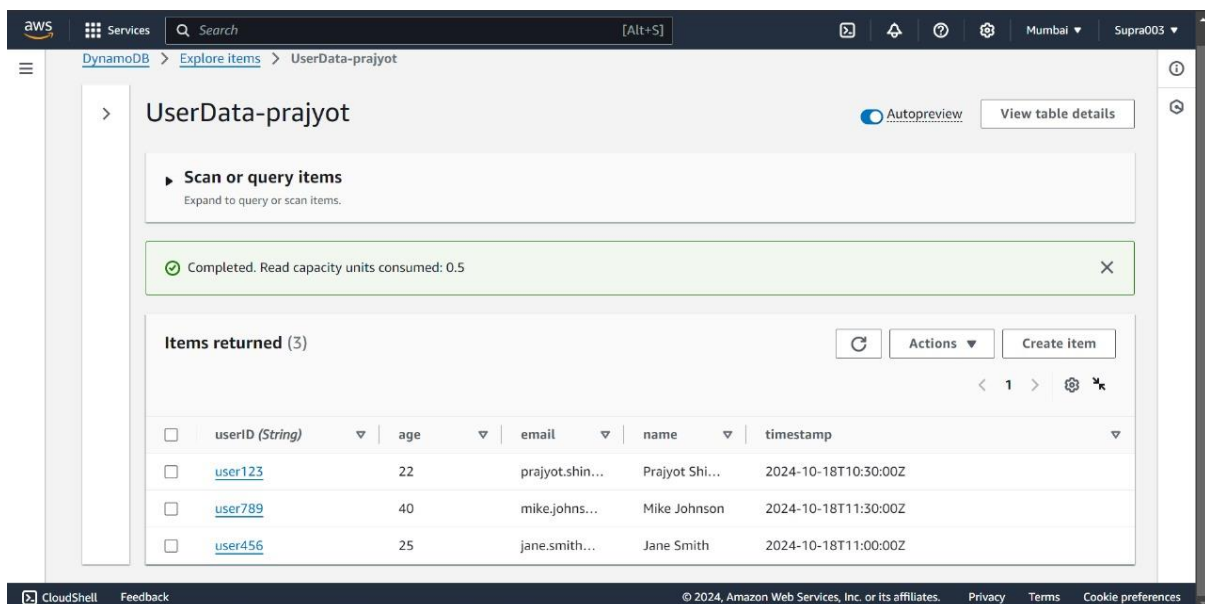 aws Services Search [Alt+S] Mumbai ▼ Supra003 ▼
DynamoDB > Explore items > UserData-prajyot
UserData-prajyot Autopreview View table details
Scan or query items
Expand to query or scan items.
Completed. Read capacity units consumed: 0.5
Items returned (3) Actions ▼ Create item
< 1 >
userID (String) age email name timestamp
user123 22 prajyot.shin... Prajyot Shi... 2024-10-18T10:30:00Z
user789 40 mike.johns... Mike Johnson 2024-10-18T11:30:00Z
user456 25 jane.smith... Jane Smith 2024-10-18T11:00:00Z
CloudShell Feedback © 2024, Amazon Web Services, Inc. or its affiliates. Privacy Terms Cookie preferences